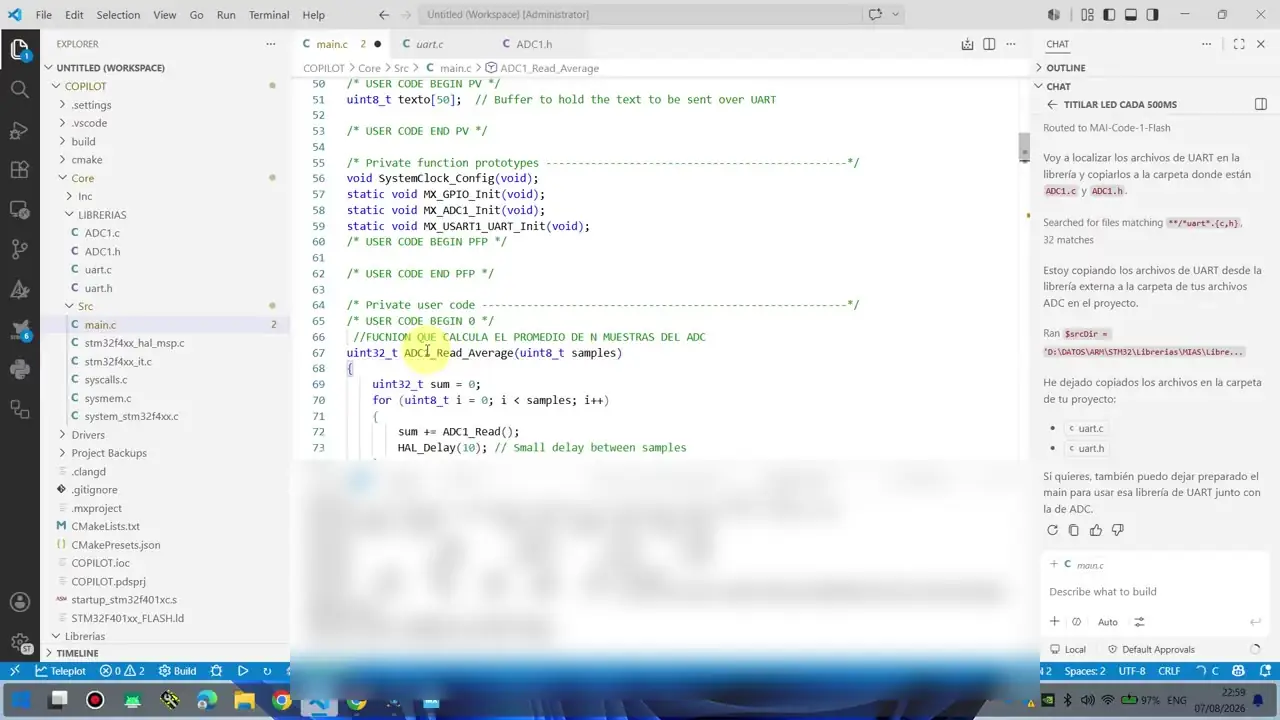 File Edit Selection View Go Run Terminal Help
Untitled (Workspace) [Administrator]
EXPLORER
UNTITLED (WORKSPACE)
COPILOT
.settings
.vscode
build
cmake
Core
Inc
LIBRERIAS
ADC1.c
ADC1.h
uart.c
uart.h
Src
main.c 2
stm32f4xx_hal_msp.c
stm32f4xx_it.c
syscalls.c
sysmem.c
system_stm32f4xx.c
Drivers
Project Backups
.clangd
.gitignore
.mxproject
CMakeLists.txt
CMakePresets.json
COPILOT.ioc
COPILOT.pdsprj
startup_stm32f401xc.s
STM32F401XX_FLASH.ld
Librerias
TIMELINE
main.c 2
uart.c
ADC1.h
COPILOT > Core > Src > main.c > ADC1_Read_Average
50 /* USER CODE BEGIN PV */
51 uint8_t texto[50]; // Buffer to hold the text to be sent over UART
52
53 /* USER CODE END PV */
54
55 /* Private function prototypes -----------------------------------------------*/
56 void SystemClock_Config(void);
57 static void MX_GPIO_Init(void);
58 static void MX_ADC1_Init(void);
59 static void MX_USART1_UART_Init(void);
60 /* USER CODE BEGIN PFP */
61
62 /* USER CODE END PFP */
63
64 /* Private user code ---------------------------------------------------------*/
65 /* USER CODE BEGIN 0 */
66 //FUCNION QUE CALCULA EL PROMEDIO DE N MUESTRAS DEL ADC
67 uint32_t ADC1_Read_Average(uint8_t samples)
68 {
69 uint32_t sum = 0;
70 for (uint8_t i = 0; i < samples; i++)
71 {
72 sum += ADC1_Read();
73 HAL_Delay(10); // Small delay between samples
CHAT
OUTLINE
CHAT
TITILAR LED CADA 500MS
Routed to MAI-Code-1-Flash
Voy a localizar los archivos de UART en la
librería y copiarlos a la carpeta donde están
ADC1.c y ADC1.h.
Searched for files matching **/*uart*.{c,h},
32 matches
Estoy copiando los archivos de UART desde la
librería externa a la carpeta de tus archivos
ADC en el proyecto.
Ran $srcDir =
'D:\DATOS\ARM\STM32\Librerias\MIAS\Libre...
He dejado copiados los archivos en la carpeta
de tu proyecto:
uart.c
uart.h
Si quieres, también puedo dejar preparado el
main para usar esa librería de UART junto con
la de ADC.
main.c
Describe what to build
Auto
Local Default Approvals
Teleplot 0 2 Build
Spaces: 2 UTF-8 CRLF
97% ENG
22:59
07/08/2026